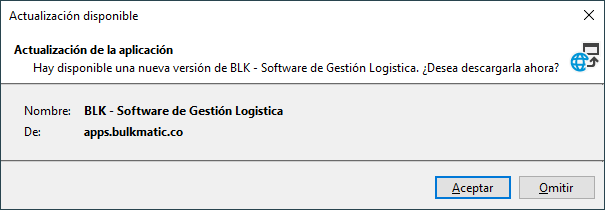 Actualización disponible
Actualización de la aplicación
Hay disponible una nueva versión de BLK - Software de Gestión Logistica. ¿Desea descargarla ahora?
Nombre: BLK - Software de Gestión Logistica
De: apps.bulkmatic.co
Aceptar Omitir